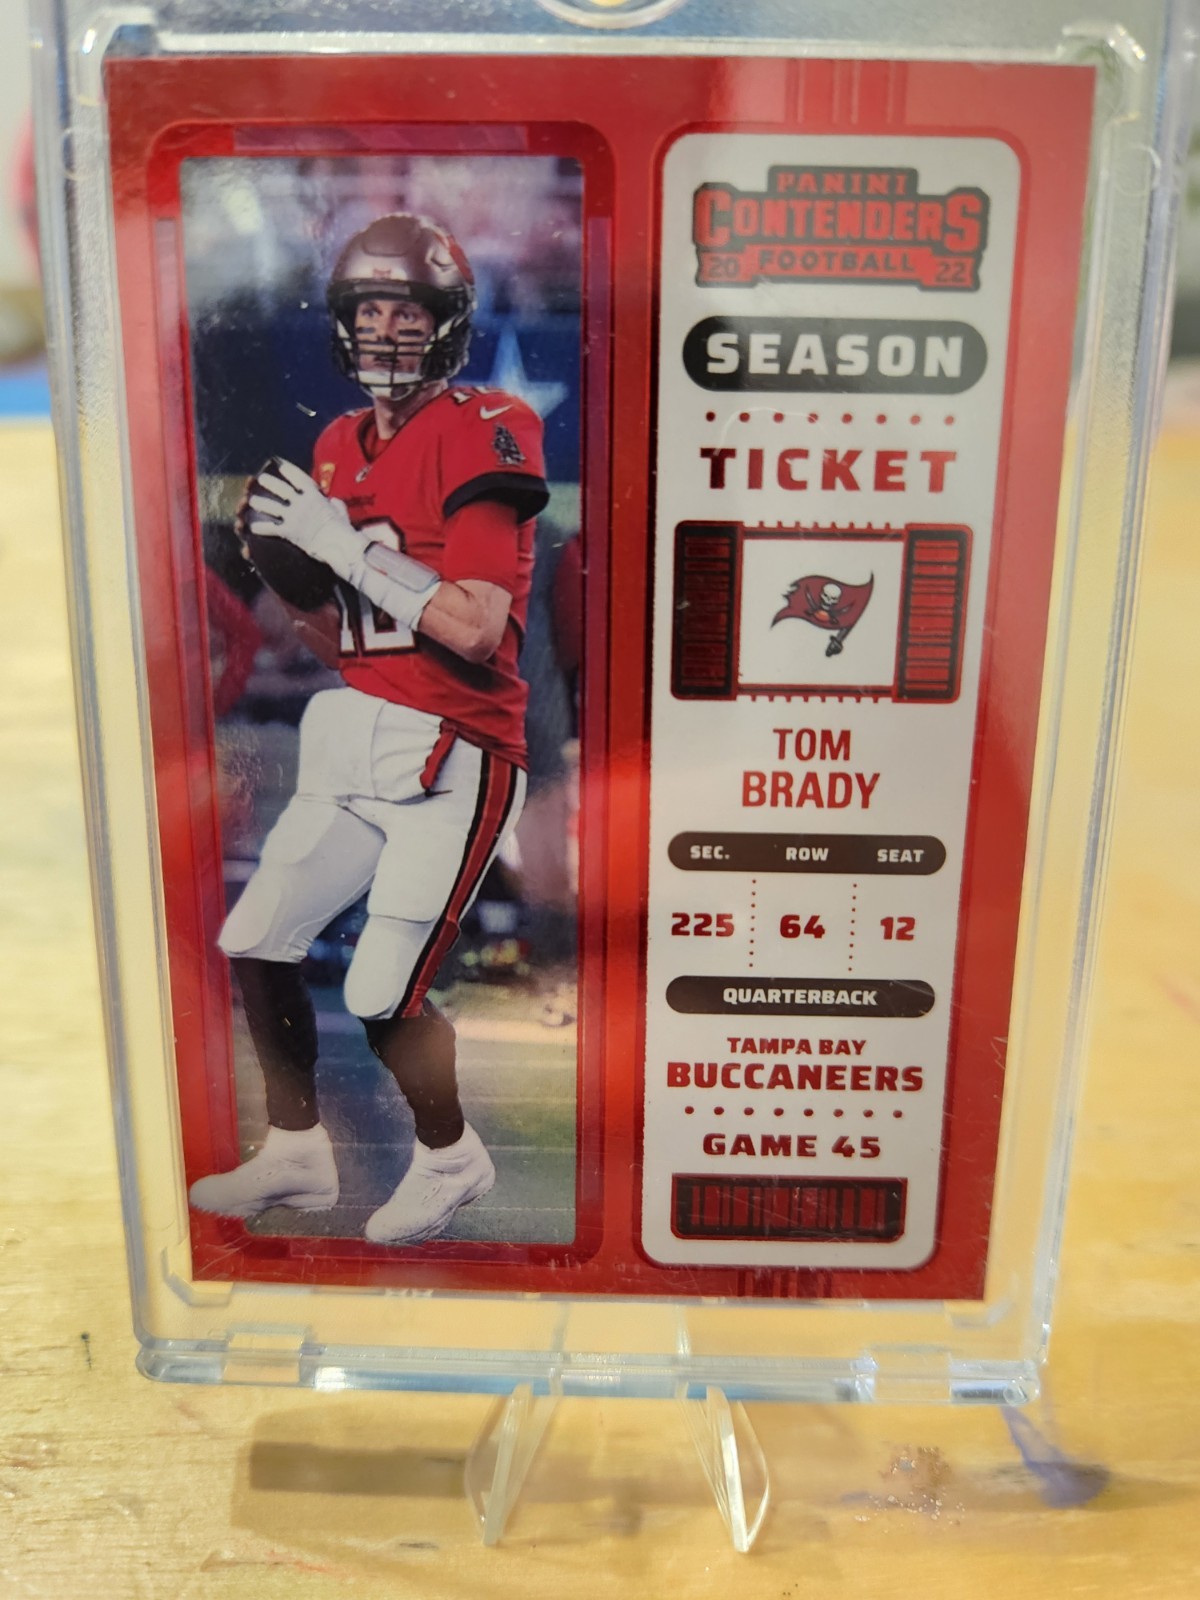 PANINI
CONTENDERS
20 FOOTBALL 22
SEASON
TICKET
TOM
BRADY
SEC. ROW SEAT
225 64 12
QUARTERBACK
TAMPA BAY
BUCCANEERS
GAME 45